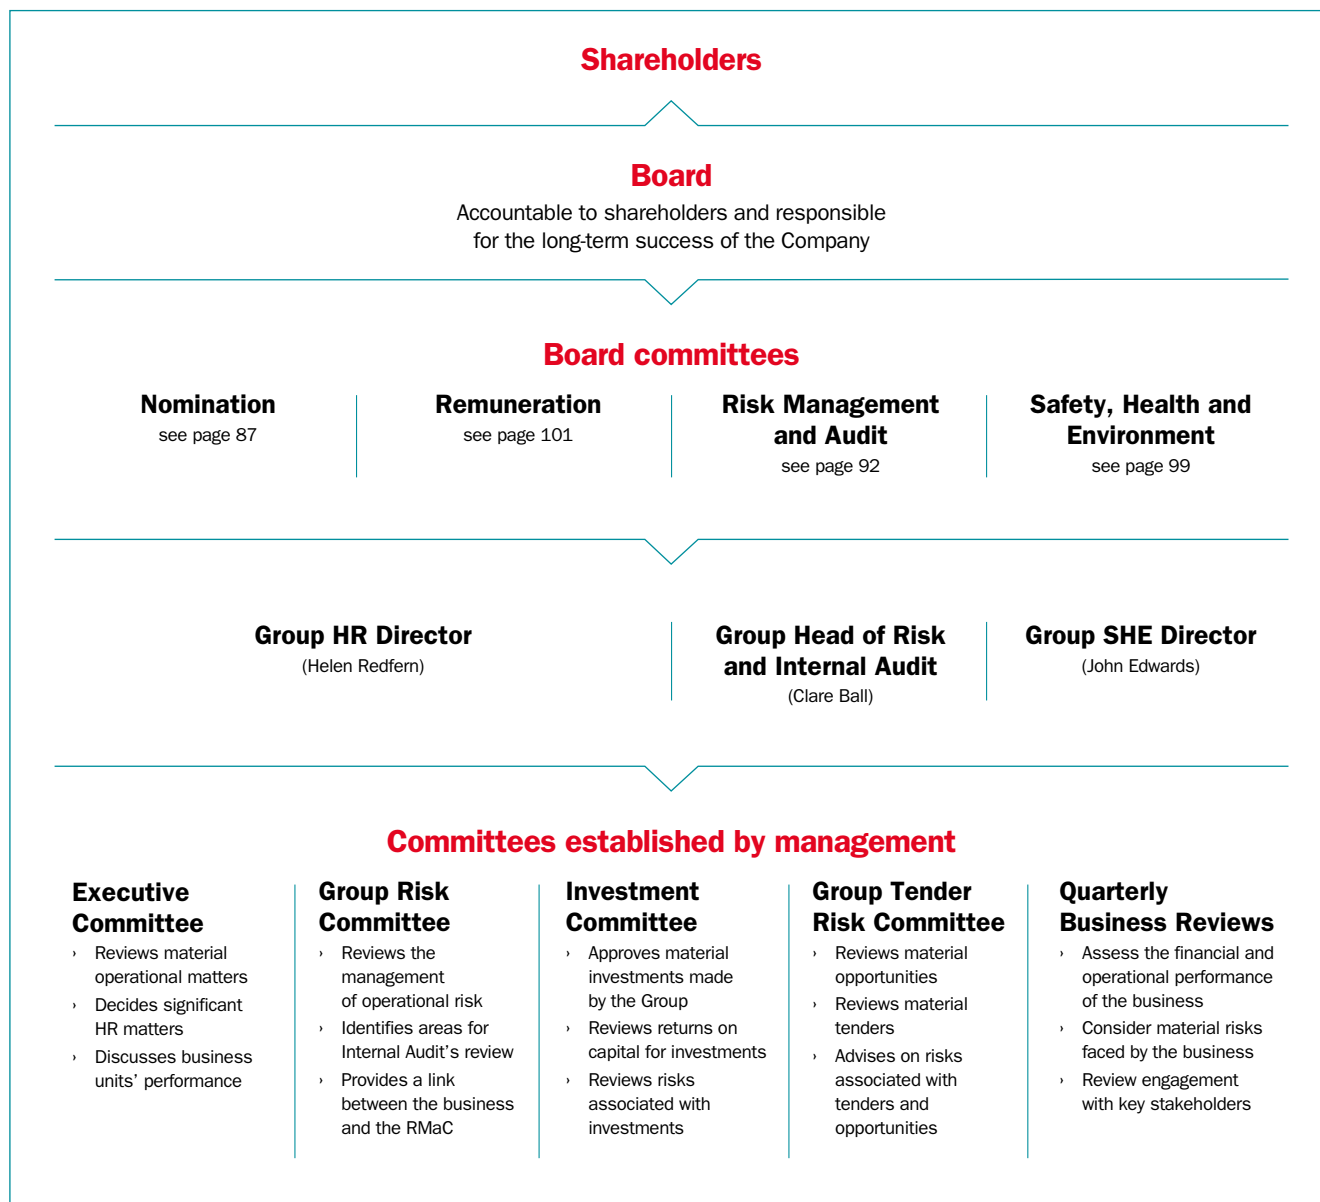 Shareholders
Board
Accountable to shareholders and responsible
for the long-term success of the Company
Board committees
Nomination
see page 87
Remuneration
see page 101
Risk Management
and Audit
see page 92
Safety, Health and
Environment
see page 99
Group HR Director
(Helen Redfern)
Group Head of Risk
and Internal Audit
(Clare Ball)
Group SHE Director
(John Edwards)
Committees established by management
Executive
Committee
› Reviews material
operational matters
› Decides significant
HR matters
› Discusses business
units’ performance
Group Risk
Committee
› Reviews the
management
of operational risk
› Identifies areas for
Internal Audit’s review
› Provides a link
between the business
and the RMaC
Investment
Committee
› Approves material
investments made
by the Group
› Reviews returns on
capital for investments
› Reviews risks
associated with
investments
Group Tender
Risk Committee
› Reviews material
opportunities
› Reviews material
tenders
› Advises on risks
associated with
tenders and
opportunities
Quarterly
Business Reviews
› Assess the financial and
operational performance
of the business
› Consider material risks
faced by the business
› Review engagement
with key stakeholders